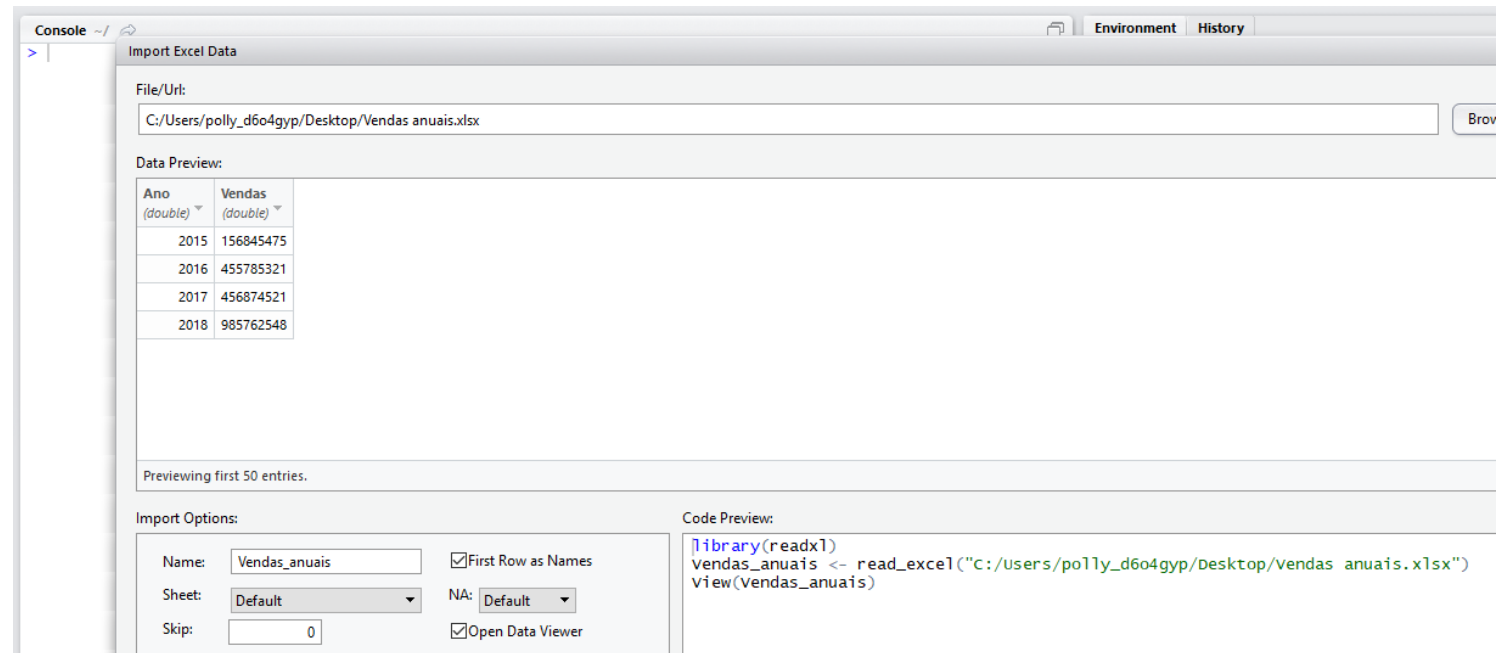 Console ~/
Environment History
>
Import Excel Data
File/Url:
C:/Users/polly_d6o4gyp/Desktop/Vendas anuais.xlsx
Brow
Data Preview:
Ano Vendas
(double) (double)
2015 156845475
2016 455785321
2017 456874521
2018 985762548
Previewing first 50 entries.
Import Options:
Code Preview:
Name: Vendas_anuais First Row as Names
Sheet: Default NA: Default
Skip: 0 Open Data Viewer
library(readxl)
Vendas_anuais <- read_excel("C:/Users/polly_d6o4gyp/Desktop/Vendas anuais.xlsx")
View(Vendas_anuais)